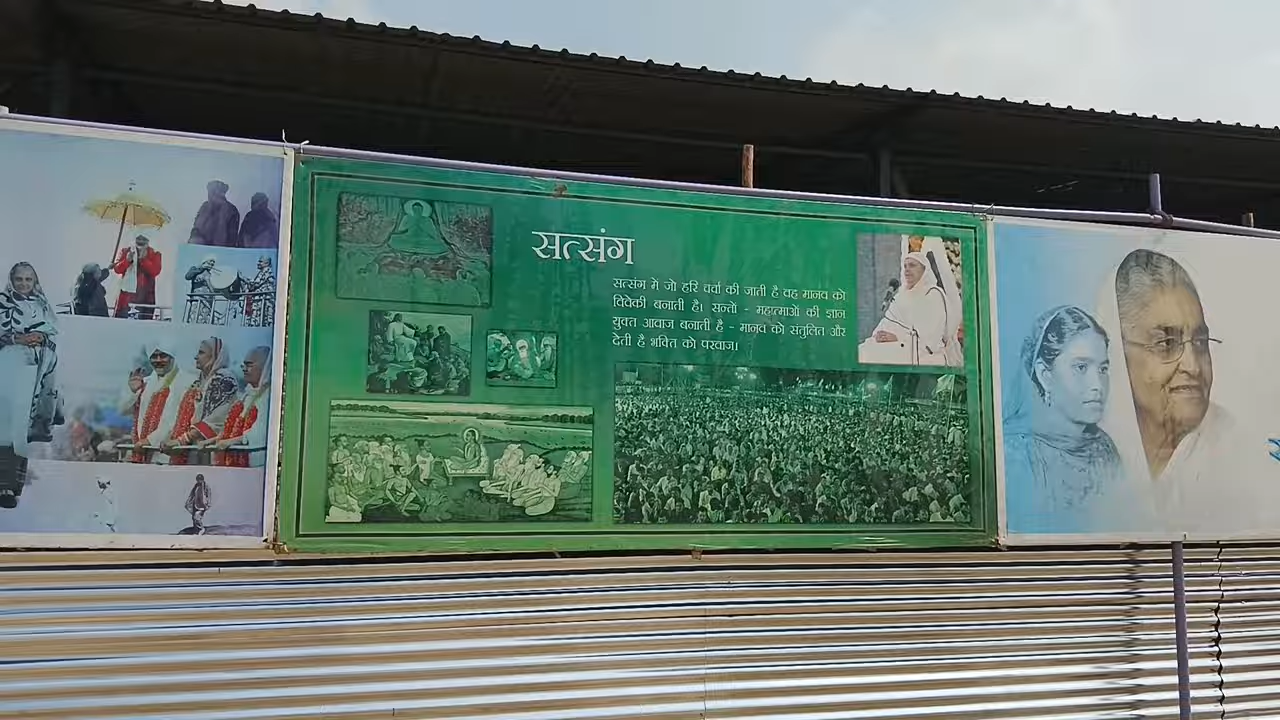 सत्संग
सत्संग में जो हरि चर्चा की जाती है वह मानव को
विवेकी बनाती है। सन्तों - महात्माओं की ज्ञान
युक्त आवाज बनाती है - मानव को संतुलित और
देती है भक्ति को परवाज।